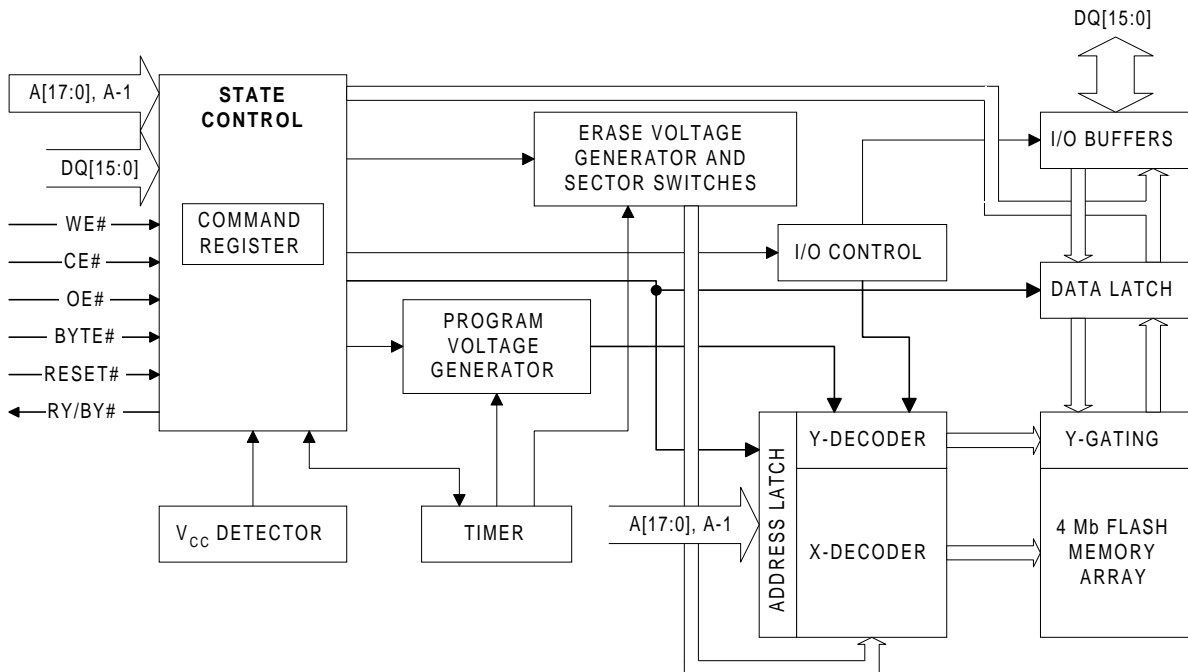 DQ[15:0]
A[17:0], A-1
STATE
CONTROL
DQ[15:0]
ERASE VOLTAGE
GENERATOR AND
SECTOR SWITCHES
I/O BUFFERS
WE#
CE#
OE#
BYTE#
RESET#
RY/BY#
COMMAND
REGISTER
I/O CONTROL
DATA LATCH
PROGRAM
VOLTAGE
GENERATOR
Y-DECODER
Y-GATING
ADDRESS LATCH
VCC DETECTOR
TIMER
A[17:0], A-1
X-DECODER
4 Mb FLASH
MEMORY
ARRAY